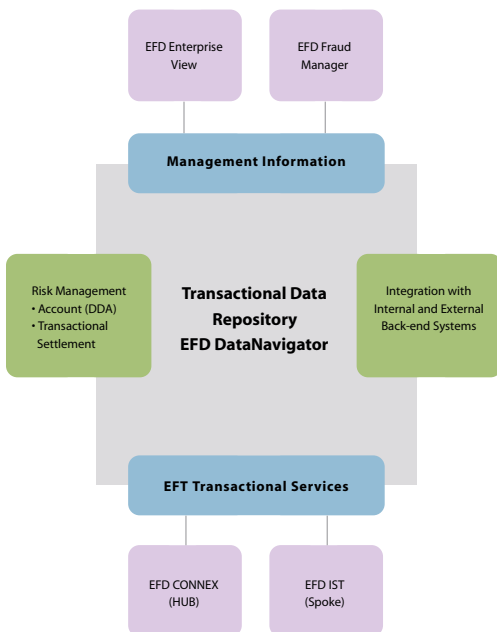 EFD Enterprise
View
EFD Fraud
Manager
Management Information
Risk Management
• Account (DDA)
• Transactional
Settlement
Transactional Data
Repository
EFD DataNavigator
Integration with
Internal and External
Back-end Systems
EFT Transactional Services
EFD CONNEX
(HUB)
EFD IST
(Spoke)